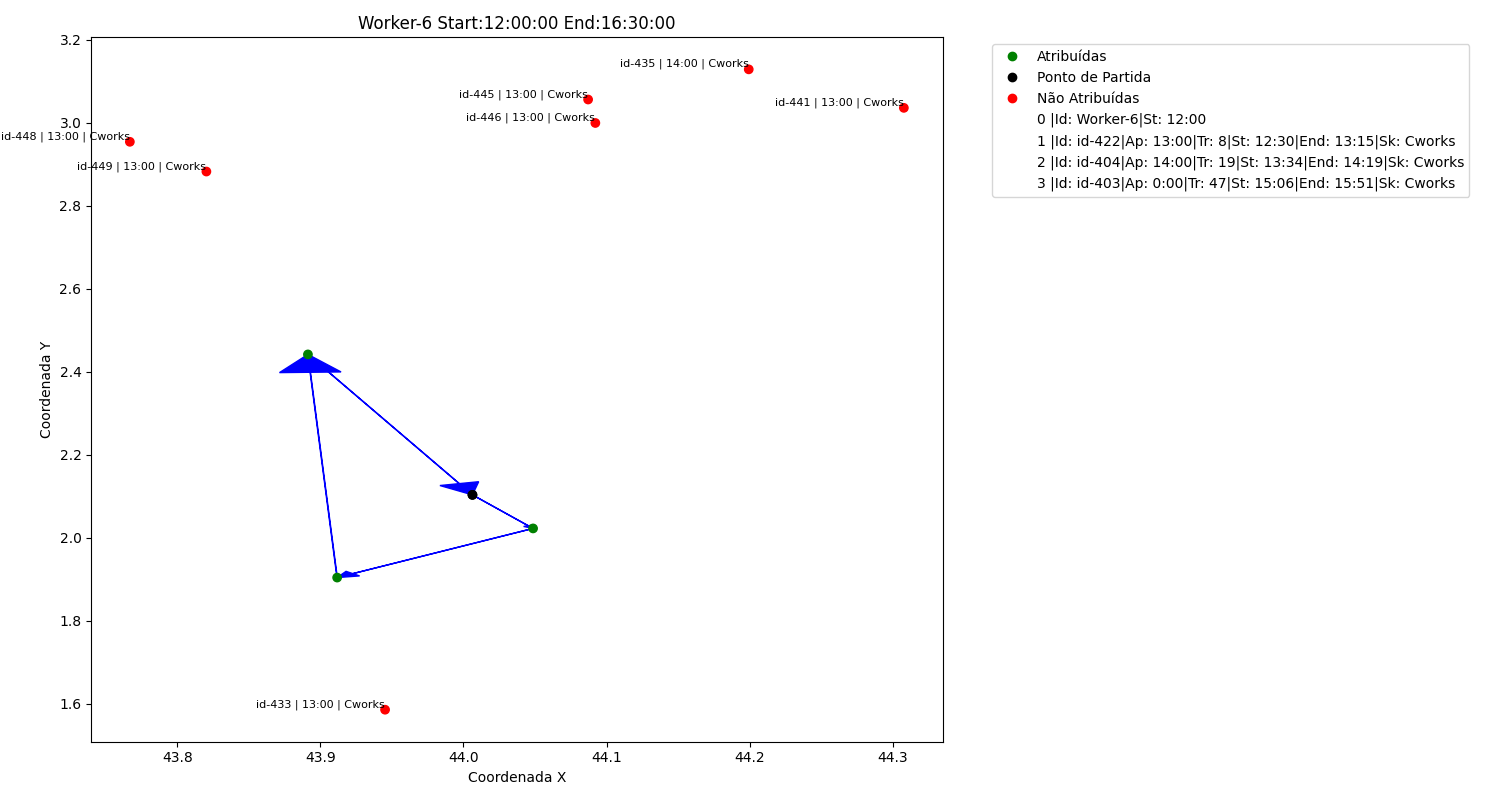 Worker-6 Start:12:00:00 End:16:30:00
3.2
3.0
2.8
2.6
2.4
2.2
2.0
1.8
1.6
Coordenada Y
43.8
43.9
44.0
44.1
44.2
44.3
Coordenada X
id-435 | 14:00 | Cworks
id-445 | 13:00 | Cworks
id-441 | 13:00 | Cworks
id-446 | 13:00 | Cworks
id-448 | 13:00 | Cworks
id-449 | 13:00 | Cworks
id-433 | 13:00 | Cworks
Atribuídas
Ponto de Partida
Não Atribuídas
0 |Id: Worker-6|St: 12:00
1 |Id: id-422|Ap: 13:00|Tr: 8|St: 12:30|End: 13:15|Sk: Cworks
2 |Id: id-404|Ap: 14:00|Tr: 19|St: 13:34|End: 14:19|Sk: Cworks
3 |Id: id-403|Ap: 0:00|Tr: 47|St: 15:06|End: 15:51|Sk: Cworks